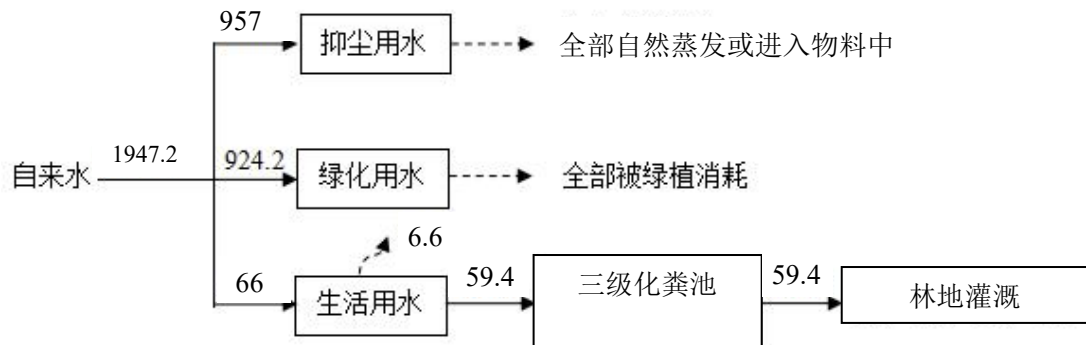 957
抑尘用水
全部自然蒸发或进入物料中
自来水
1947.2
924.2
绿化用水
全部被绿植消耗
6.6
66
生活用水
59.4
三级化粪池
59.4
林地灌溉